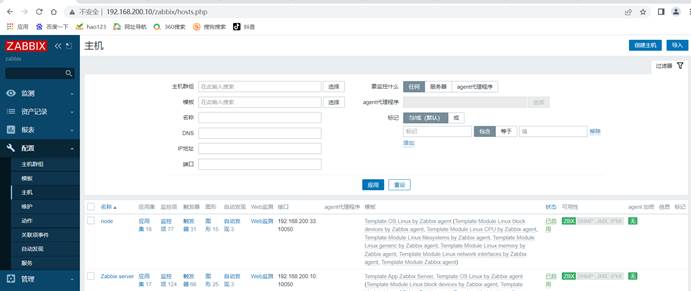 不安全 | 192.168.200.10/zabbix/hosts.php
应用 百度一下 hao123 网址导航 360搜索 搜狗搜索 抖音
ZABBIX
zabbix
监测
资产记录
报表
配置
主机群组
模板
主机
维护
动作
关联项事件
自动发现
服务
管理
主机
创建主机 导入
过滤器
主机群组 在此输入搜索 选择
模板 在此输入搜索 选择
名称
DNS
IP地址
端口
要监控什么 任何 服务器 agent代理程序
agent代理程序 选择
标记 与/或（默认） 或
标记 包含 等于 值 移除
添加
应用 重设
名称 应用集 监控项 触发器 图形 自动发现 Web监测 接口 agent代理程序 模板 状态 可用性 agent 加密 信息 标记
node 应用集 16 监控项 77 触发器 31 图形 15 自动发现 3 Web监测 192.168.200.33: 10050 Template OS Linux by Zabbix agent (Template Module Linux block devices by Zabbix agent, Template Module Linux CPU by Zabbix agent, Template Module Linux filesystems by Zabbix agent, Template Module Linux generic by Zabbix agent, Template Module Linux memory by Zabbix agent, Template Module Linux network interfaces by Zabbix agent, Template Module Zabbix agent) 已启用 ZBX SNMP JMX IPMI 无
Zabbix server 应用集 17 监控项 124 触发器 66 图形 25 自动发现 3 Web监测 192.168.200.10: 10050 Template App Zabbix Server, Template OS Linux by Zabbix agent (Template Module Linux block devices by Zabbix agent, 已启用 ZBX SNMP JMX IPMI 无